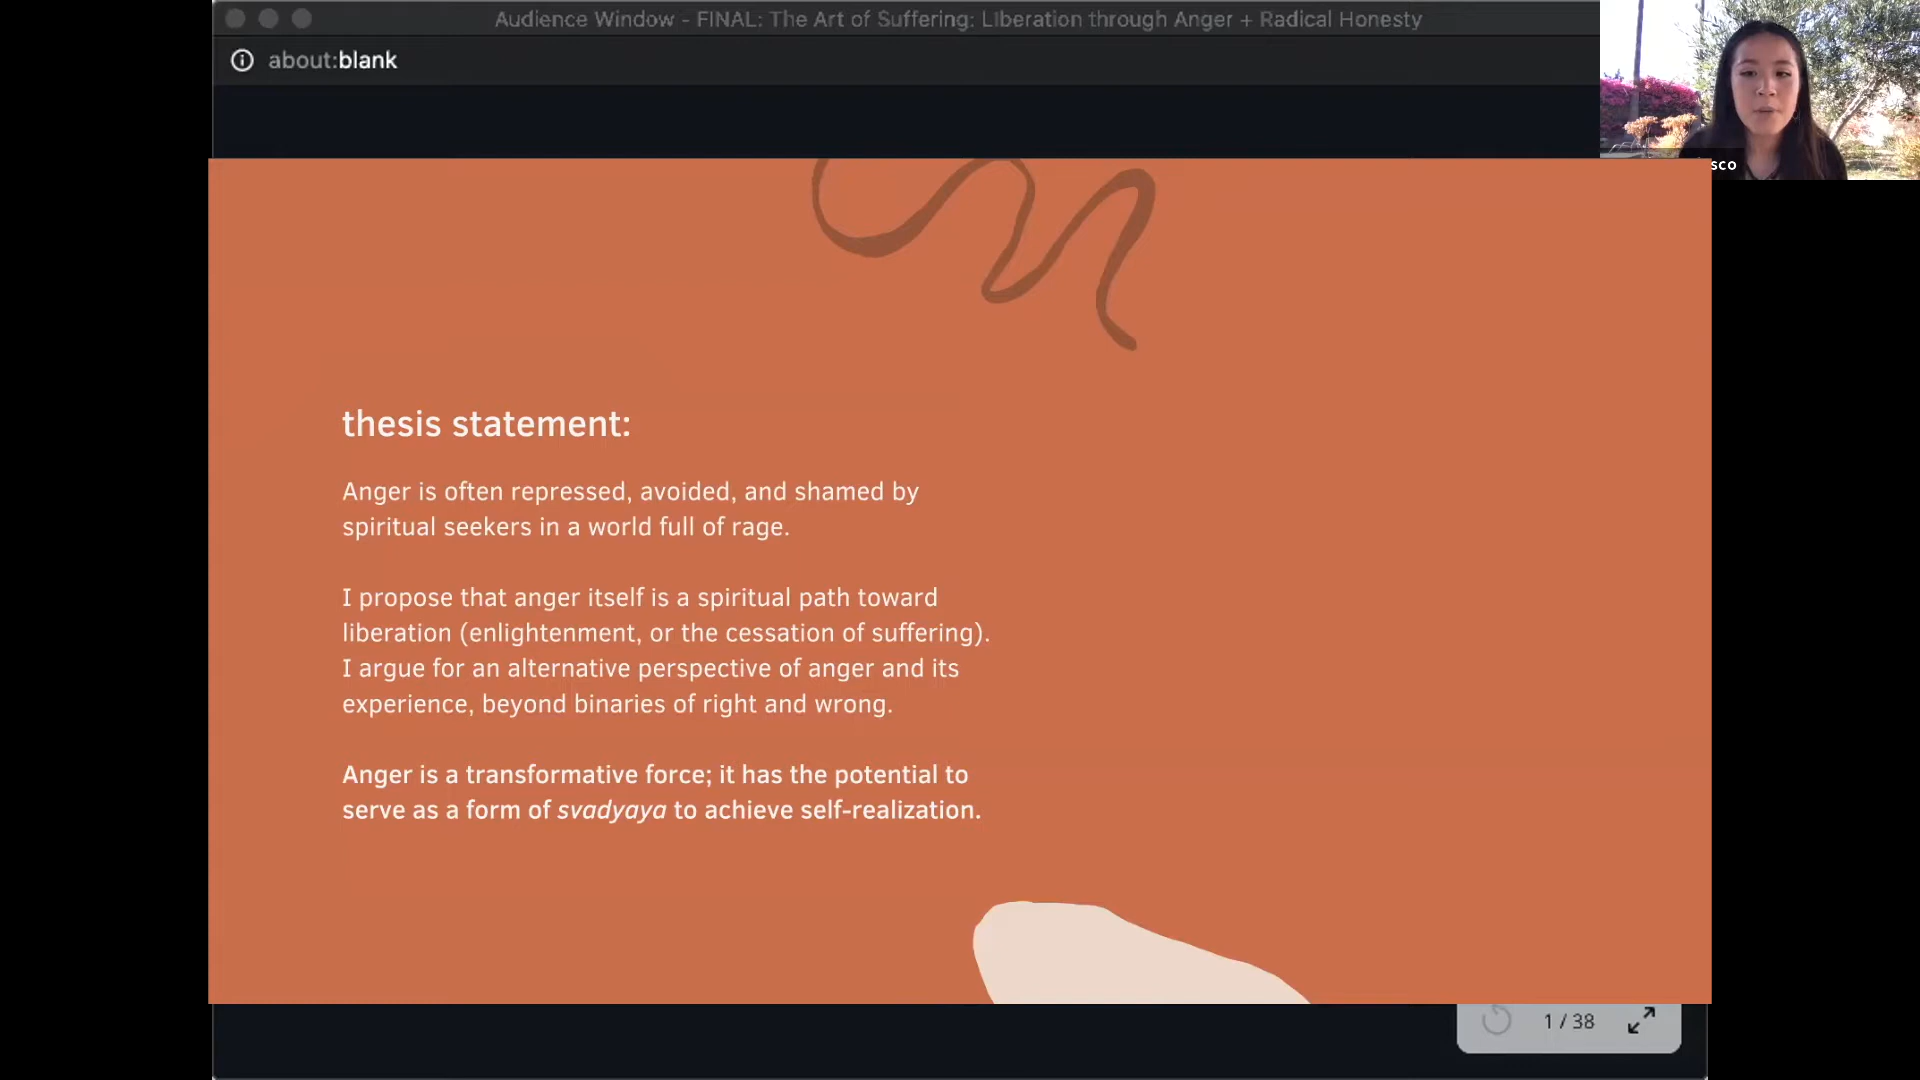 Audience Window - FINAL: The Art of Suffering: LIberation through Anger + Radical Honesty
about:blank
sco
thesis statement:
Anger is often repressed, avoided, and shamed by
spiritual seekers in a world full of rage.
I propose that anger itself is a spiritual path toward
liberation (enlightenment, or the cessation of suffering).
I argue for an alternative perspective of anger and its
experience, beyond binaries of right and wrong.
Anger is a transformative force; it has the potential to
serve as a form of svadyaya to achieve self-realization.
1 / 38